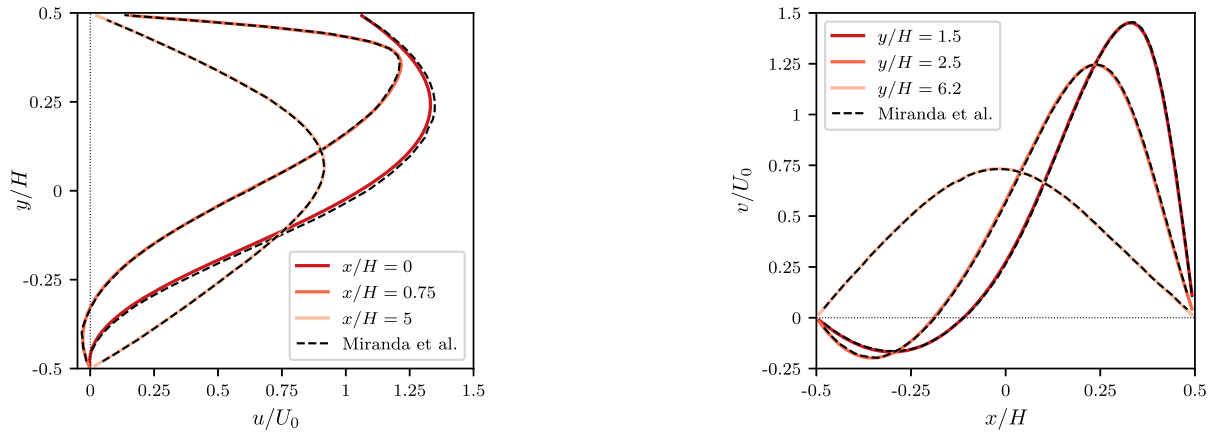 0.5
0.25
0
-0.25
-0.5
y/H
0
0.25
0.5
0.75
1
1.25
1.5
u/U₀
x/H = 0
x/H = 0.75
x/H = 5
Miranda et al.
1.5
1.25
1
0.75
0.5
0.25
0
-0.25
v/U₀
-0.5
-0.25
0
0.25
0.5
x/H
y/H = 1.5
y/H = 2.5
y/H = 6.2
Miranda et al.